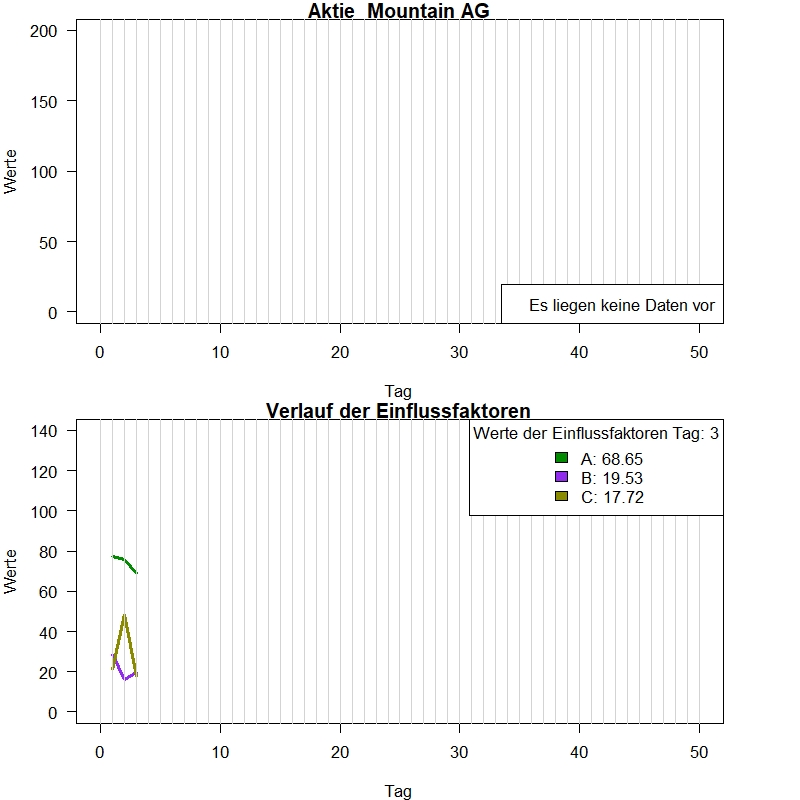 Aktie  Mountain AG
Werte
200
150
100
50
0
Es liegen keine Daten vor
0 10 20 30 40 50
Tag
Verlauf der Einflussfaktoren
Werte
140
120
100
80
60
40
20
0
Werte der Einflussfaktoren Tag: 3
A: 68.65
B: 19.53
C: 17.72
0 10 20 30 40 50
Tag